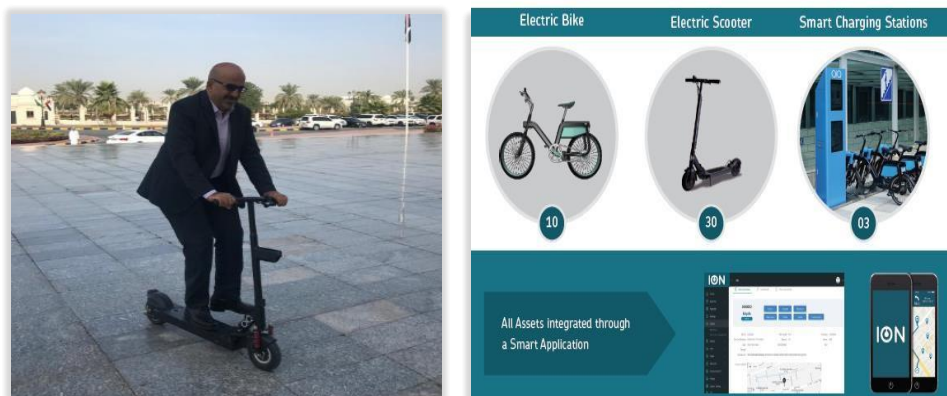 Electric Bike
Electric Scooter
Smart Charging Stations
10
30
03
All Assets integrated through
a Smart Application
ION
ION